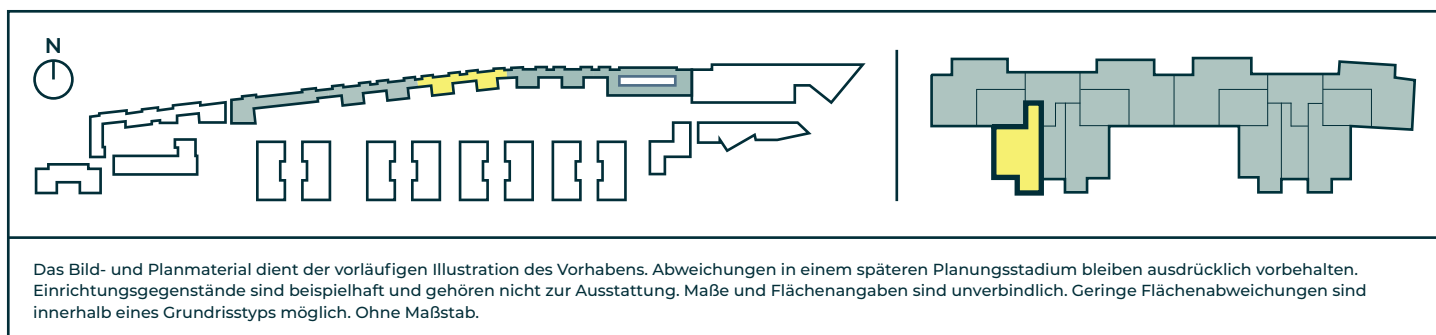 N
Das Bild- und Planmaterial dient der vorläufigen Illustration des Vorhabens. Abweichungen in einem späteren Planungsstadium bleiben ausdrücklich vorbehalten.
Einrichtungsgegenstände sind beispielhaft und gehören nicht zur Ausstattung. Maße und Flächenangaben sind unverbindlich. Geringe Flächenabweichungen sind
innerhalb eines Grundrisstyps möglich. Ohne Maßstab.